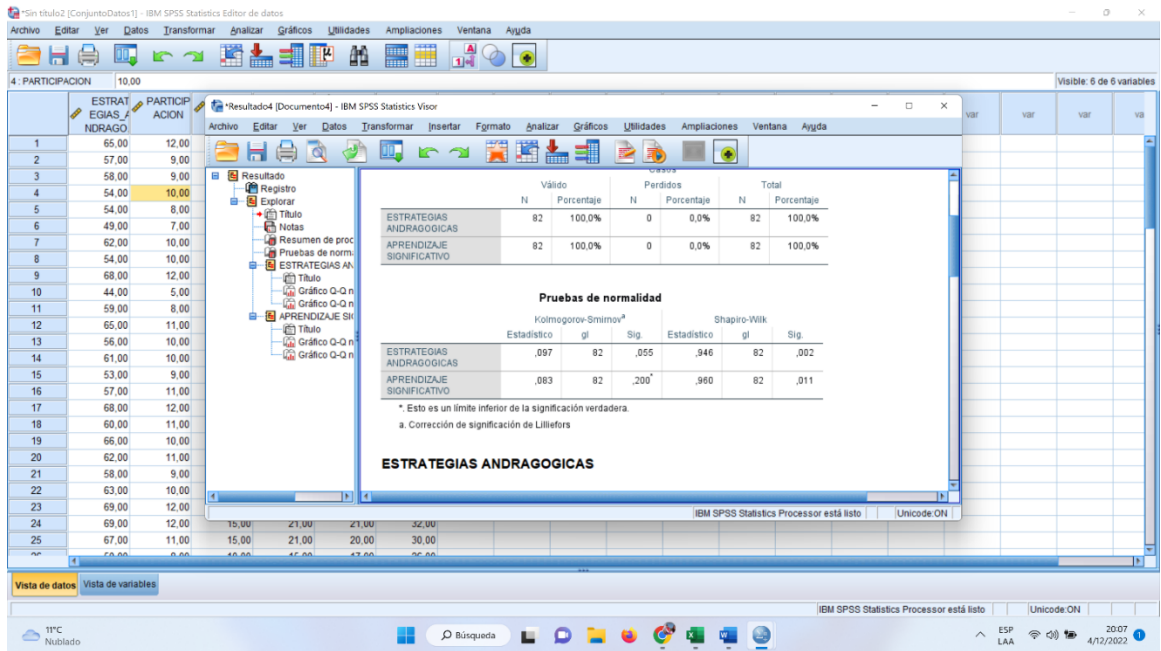 *Sin título2 [ConjuntoDatos1] - IBM SPSS Statistics Editor de datos
Archivo Editar Ver Datos Transformar Analizar Gráficos Utilidades Ampliaciones Ventana Ayuda
4 : PARTICIPACION 10,00 Visible: 6 de 6 variables
ESTRAT
EGIAS_A
NDRAGO
PARTICIP
ACION
var var var va
1 65,00 12,00
2 57,00 9,00
3 58,00 9,00
4 54,00 10,00
5 54,00 8,00
6 49,00 7,00
7 62,00 10,00
8 54,00 10,00
9 68,00 12,00
10 44,00 5,00
11 59,00 8,00
12 65,00 11,00
13 56,00 10,00
14 61,00 10,00
15 53,00 9,00
16 57,00 11,00
17 68,00 12,00
18 60,00 11,00
19 66,00 10,00
20 62,00 11,00
21 58,00 9,00
22 63,00 10,00
23 69,00 12,00
24 69,00 12,00 15,00 21,00 21,00 32,00
25 67,00 11,00 15,00 21,00 20,00 30,00
*Resultado4 [Documento4] - IBM SPSS Statistics Visor
Archivo Editar Ver Datos Transformar Insertar Formato Analizar Gráficos Utilidades Ampliaciones Ventana Ayuda
Resultado
Registro
Explorar
Título
Notas
Resumen de proc
Pruebas de norm
ESTRATEGIAS AN
Título
Gráfico Q-Q n
Gráfico Q-Q n
APRENDIZAJE SI
Título
Gráfico Q-Q n
Gráfico Q-Q n
Casos
Válido Perdidos Total
N Porcentaje N Porcentaje N Porcentaje
ESTRATEGIAS 82 100,0% 0 0,0% 82 100,0%
ANDRAGOGICAS
APRENDIZAJE 82 100,0% 0 0,0% 82 100,0%
SIGNIFICATIVO
Pruebas de normalidad
Kolmogorov-Smirnovª Shapiro-Wilk
Estadístico gl Sig. Estadístico gl Sig.
ESTRATEGIAS ,097 82 ,055 ,946 82 ,002
ANDRAGOGICAS
APRENDIZAJE ,083 82 ,200* ,960 82 ,011
SIGNIFICATIVO
*. Esto es un límite inferior de la significación verdadera.
a. Corrección de significación de Lilliefors
ESTRATEGIAS ANDRAGOGICAS
IBM SPSS Statistics Processor está listo Unicode:ON
Vista de datos Vista de variables
IBM SPSS Statistics Processor está listo Unicode:ON
11°C
Nublado
Búsqueda
ESP
LAA
20:07
4/12/2022
1